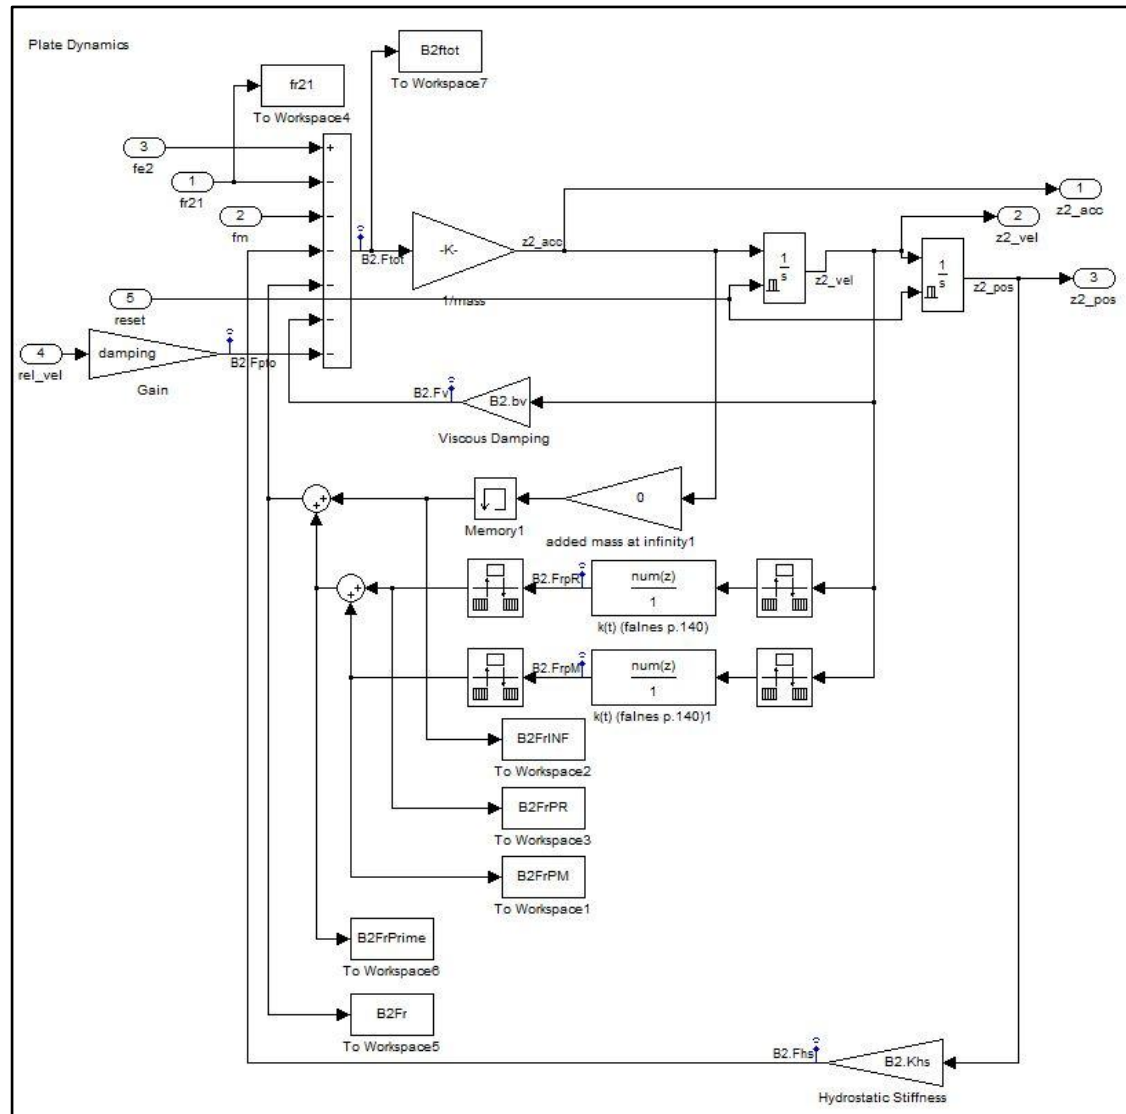 Plate Dynamics
B2ftot
To Workspace7
fr21
To Workspace4
3
fe2
+
1
fr21
−
2
fm
−
−
B2.Ftot
-K-
1/mass
z2_acc
1
z2_acc
2
z2_vel
1
s
z2_vel
1
s
z2_pos
3
z2_pos
5
reset
−
−
4
rel_vel
damping
Gain
B2.Fpto
−
B2.Fv
B2.bv
Viscous Damping
+
+
Memory1
0
added mass at infinity1
+
+
B2.FrpR
num(z)
1
k(t) (falnes p.140)
B2.FrpM
num(z)
1
k(t) (falnes p.140)1
B2FrINF
To Workspace2
B2FrPR
To Workspace3
B2FrPM
To Workspace1
B2FrPrime
To Workspace6
B2Fr
To Workspace5
B2.Fhs
B2.Khs
Hydrostatic Stiffness